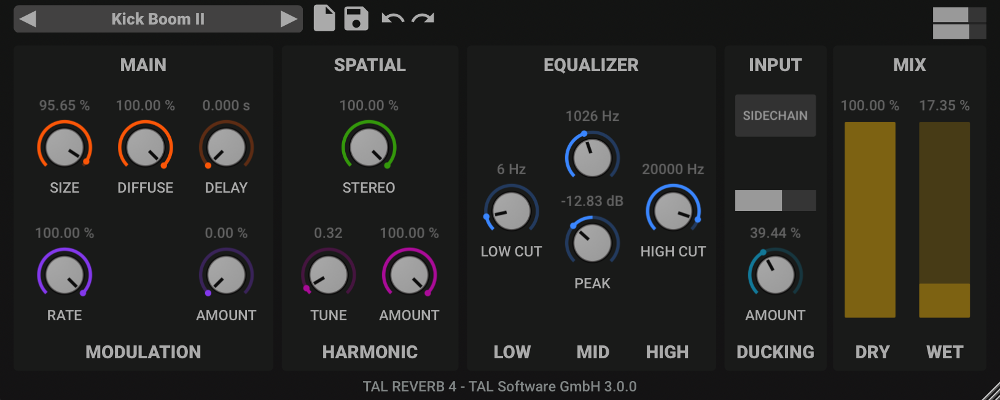 Kick Boom II
MAIN
SPATIAL
EQUALIZER
INPUT
MIX
95.65 %
100.00 %
0.000 s
100.00 %
1026 Hz
SIDECHAIN
100.00 %
17.35 %
SIZE
DIFFUSE
DELAY
STEREO
6 Hz
20000 Hz
-12.83 dB
LOW CUT
HIGH CUT
PEAK
100.00 %
0.00 %
0.32
100.00 %
39.44 %
RATE
AMOUNT
TUNE
AMOUNT
AMOUNT
MODULATION
HARMONIC
LOW
MID
HIGH
DUCKING
DRY
WET
TAL REVERB 4 - TAL Software GmbH 3.0.0